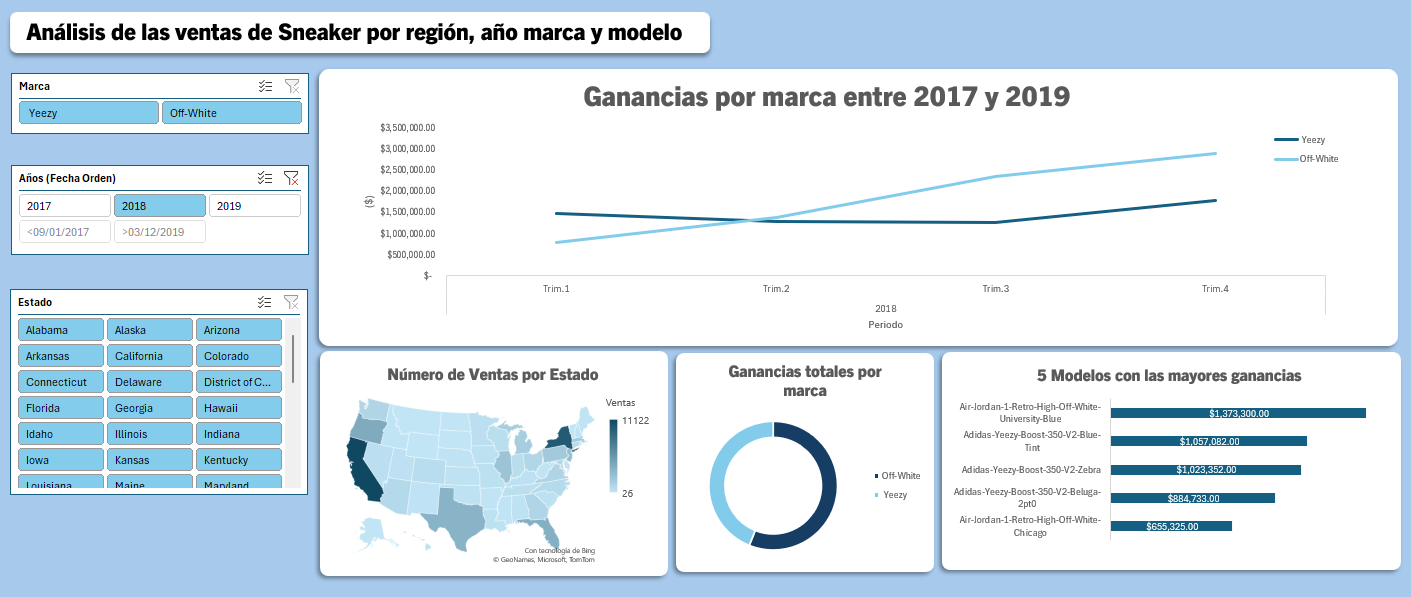 Análisis de las ventas de Sneaker por región, año marca y modelo
Marca
Yeezy
Off-White
Años (Fecha Orden)
2017
2018
2019
<09/01/2017
>03/12/2019
Estado
Alabama
Alaska
Arizona
Arkansas
California
Colorado
Connecticut
Delaware
District of C...
Florida
Georgia
Hawaii
Idaho
Illinois
Indiana
Iowa
Kansas
Kentucky
Louisiana
Maine
Maryland
Ganancias por marca entre 2017 y 2019
($)
$3,500,000.00
$3,000,000.00
$2,500,000.00
$2,000,000.00
$1,500,000.00
$1,000,000.00
$500,000.00
$-
Trim.1
Trim.2
Trim.3
Trim.4
2018
Periodo
Yeezy
Off-White
Número de Ventas por Estado
Ventas
11122
26
Con tecnología de Bing
© GeoNames, Microsoft, TomTom
Ganancias totales por
marca
Off-White
Yeezy
5 Modelos con las mayores ganancias
Air-Jordan-1-Retro-High-Off-White-
University-Blue
$1,373,300.00
Adidas-Yeezy-Boost-350-V2-Blue-
Tint
$1,057,082.00
Adidas-Yeezy-Boost-350-V2-Zebra
$1,023,352.00
Adidas-Yeezy-Boost-350-V2-Beluga-
2pt0
$884,733.00
Air-Jordan-1-Retro-High-Off-White-
Chicago
$655,325.00